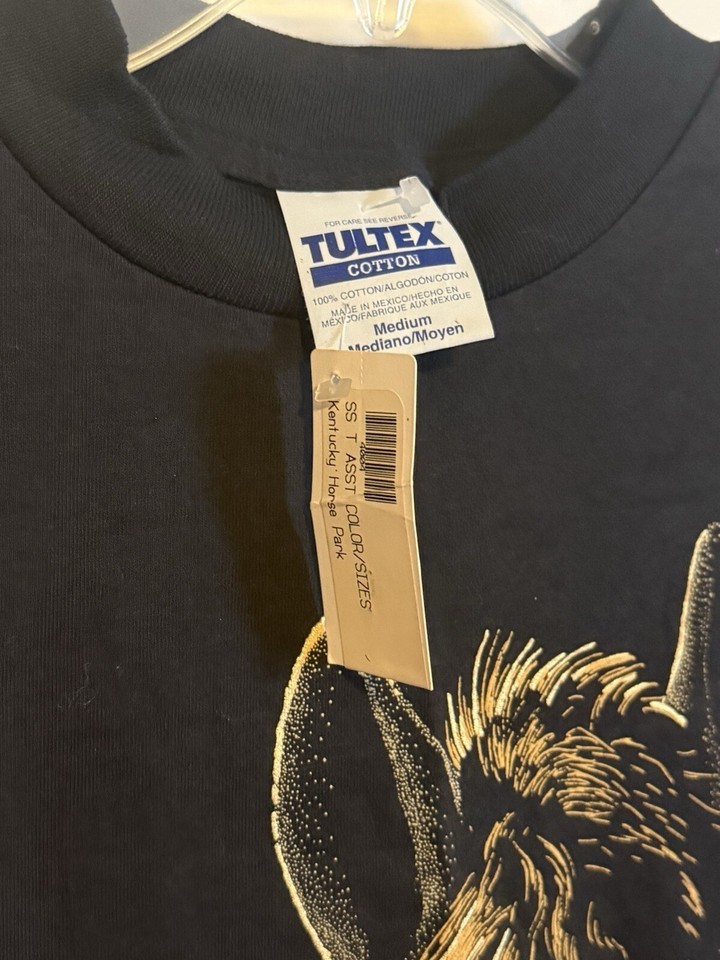 FOR CARE SEE REVERSE
TULTEX
COTTON
100% COTTON/ALGODÓN/COTON
MADE IN MEXICO/HECHO EN
MÉXICO/FABRIQUE AUX MEXIQUE
Medium
Mediano/Moyen
SS T ASST COLOR/SIZES
Kentucky Horse Park